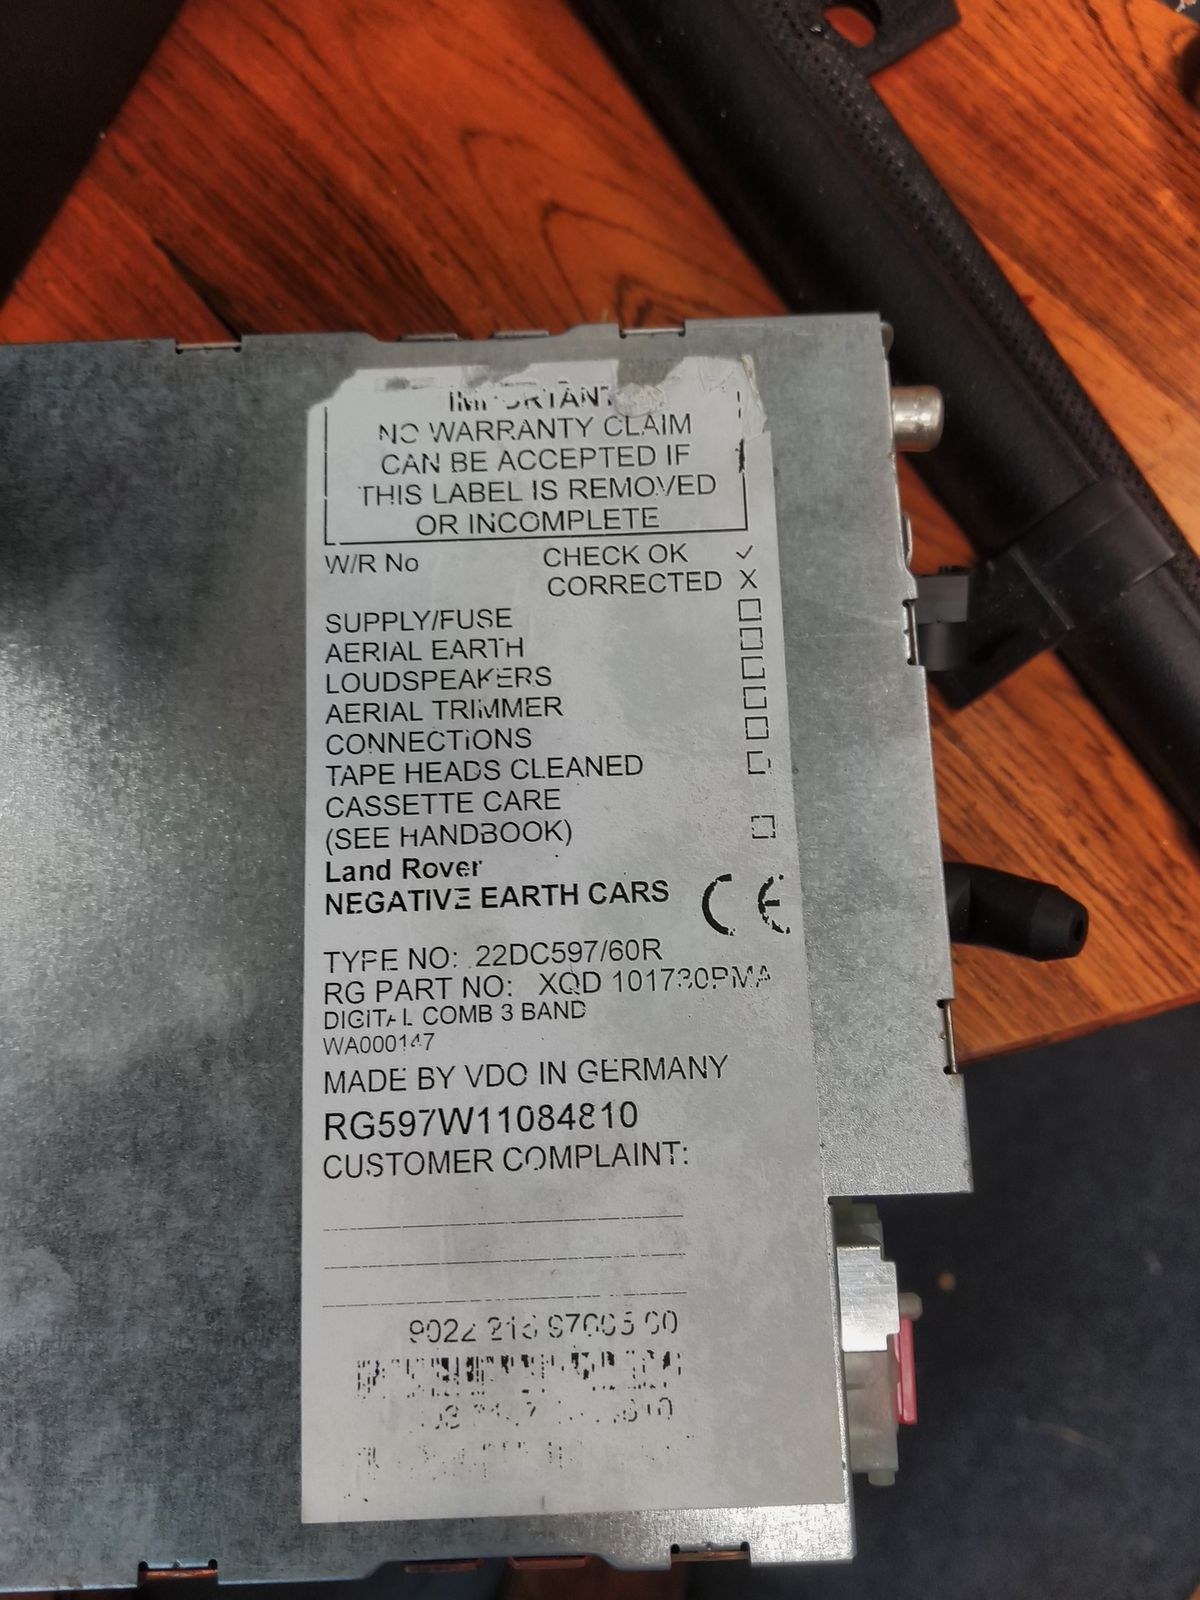 IMPORTANT
NO WARRANTY CLAIM
CAN BE ACCEPTED IF
THIS LABEL IS REMOVED
OR INCOMPLETE
W/R No CHECK OK ✓
CORRECTED X
SUPPLY/FUSE
AERIAL EARTH
LOUDSPEAKERS
AERIAL TRIMMER
CONNECTIONS
TAPE HEADS CLEANED
CASSETTE CARE
(SEE HANDBOOK)
Land Rover
NEGATIVE EARTH CARS CE
TYPE NO: 22DC597/60R
RG PART NO: XQD 101730PMA
DIGITAL COMB 3 BAND
WA000147
MADE BY VDO IN GERMANY
RG597W11084810
CUSTOMER COMPLAINT:
9022